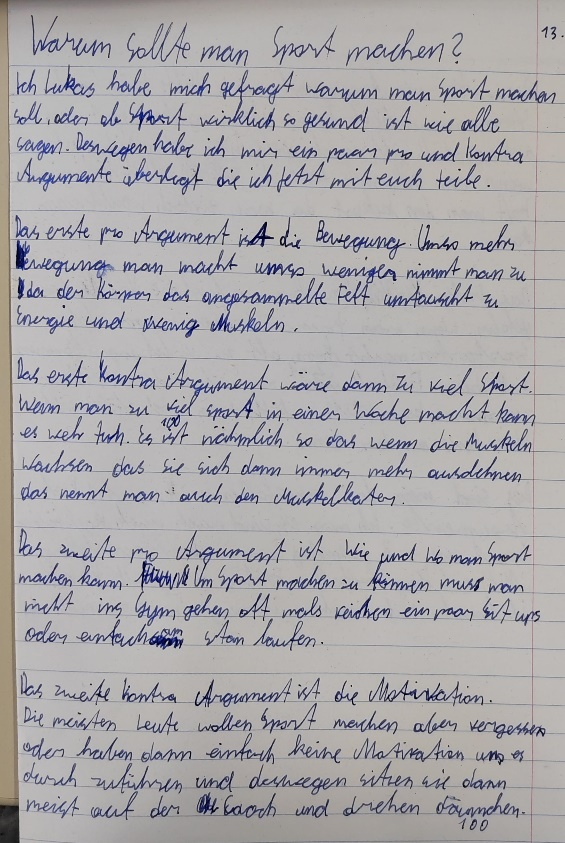 13.
Warum sollte man Sport machen?
Ich Lukas habe mich gefragt warum man Sport machen
soll, oder ob Sport wirklich so gesund ist wie alle
sagen. Deswegen habe ich mir ein paar pro und Kontra
Argumente überlegt die ich jetzt mit euch teile.
Das erste pro Argument ist die Bewegung. Umso mehr
Bewegung man macht umso weniger nimmt man zu
da der Körper das angesammelte Fett umtauscht zu
Energie und wenig Muskeln.
Das erste Kontra Argument wäre dann zu viel Sport.
Wenn man zu viel Sport in einer Woche macht kann
100
es weh tuh. Es ist nähmlich so das wenn die Muskeln
wachsen das sie sich dann immer mehr ausdehnen
das nennt man auch den Muskelkater.
Das zweite pro Argument ist Wie und wo man Sport
machen kann. Um Sport machen zu können muss man
nicht ins Gym gehen oft mals reichen ein paar Sit ups
oder einfach laufen.
Das zweite Kontra Argument ist die Motivation.
Die meisten Leute wollen Sport machen aber vergessen
oder haben dann einfach keine Motivation um es
durch zuführen und deswegen sitzen sie dann
meist auf der Caoch und drehen däumchen.
100